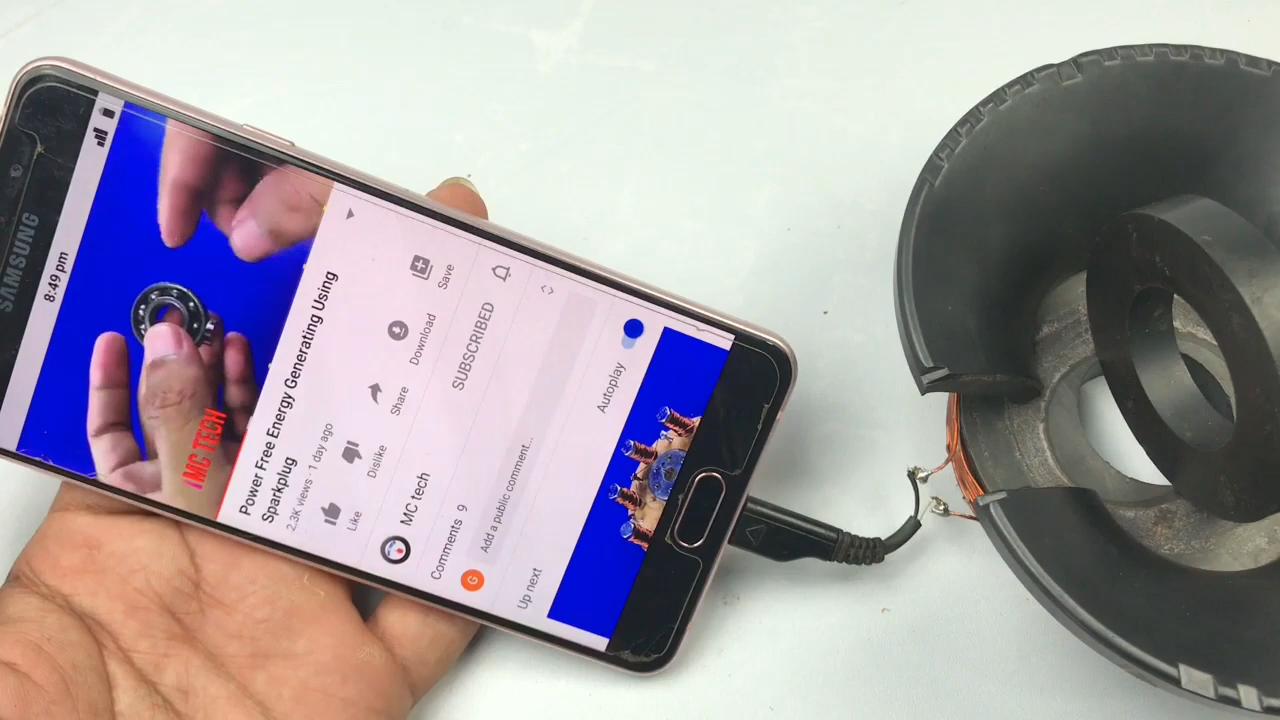 SAMSUNG
8:49 pm
MC TECH
Power Free Energy Generating Using
Sparkplug
2.3K views · 1 day ago
Like
Dislike
Share
Download
Save
MC tech
SUBSCRIBED
Comments 9
G
Add a public comment...
Up next
Autoplay